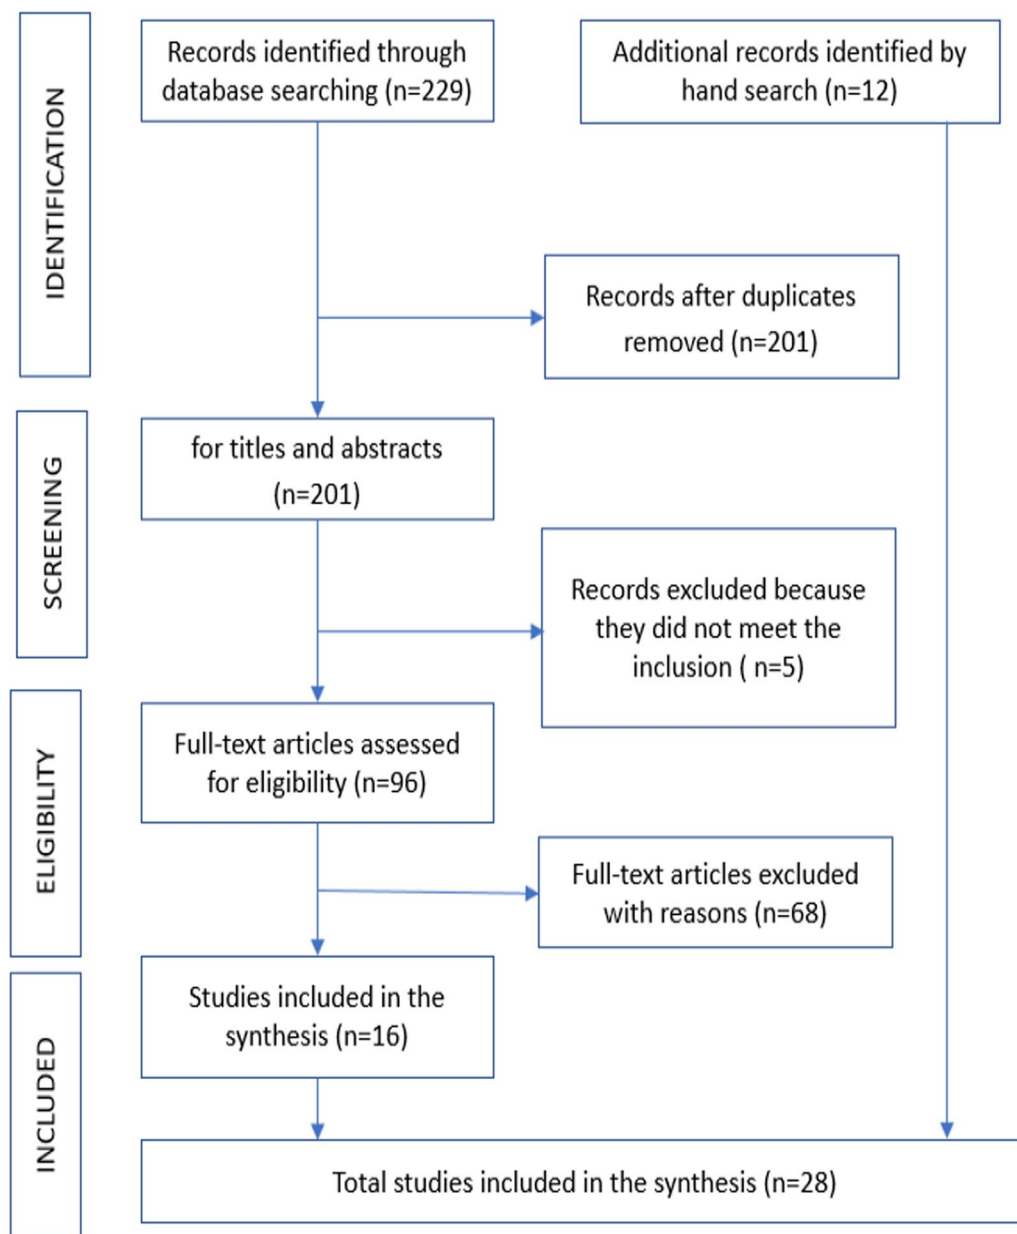 IDENTIFICATION
Records identified through
database searching (n=229)
Additional records identified by
hand search (n=12)
Records after duplicates
removed (n=201)
SCREENING
for titles and abstracts
(n=201)
Records excluded because
they did not meet the
inclusion ( n=5)
ELIGIBILITY
Full-text articles assessed
for eligibility (n=96)
Full-text articles excluded
with reasons (n=68)
INCLUDED
Studies included in the
synthesis (n=16)
Total studies included in the synthesis (n=28)